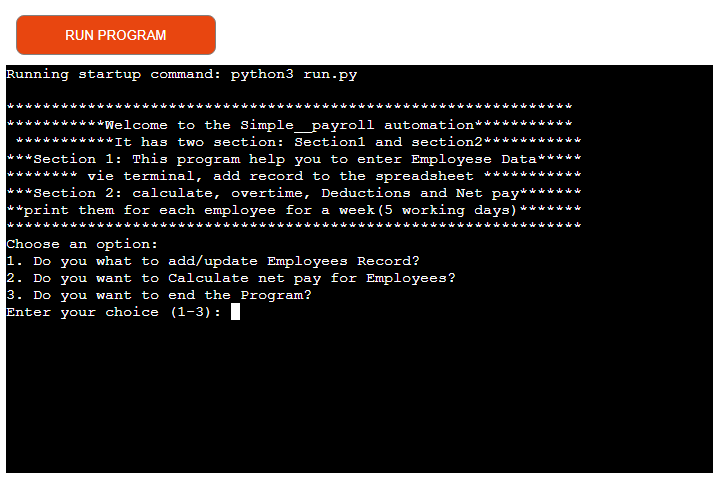 RUN PROGRAM
Running startup command: python3 run.py
***************************************************************
***********Welcome to the Simple__payroll automation***********
***********It has two section: Section1 and section2***********
***Section 1: This program help you to enter Employese Data*****
******** vie terminal, add record to the spreadsheet ***********
***Section 2: calculate, overtime, Deductions and Net pay*******
**print them for each employee for a week(5 working days)*******
****************************************************************
Choose an option:
1. Do you what to add/update Employees Record?
2. Do you want to Calculate net pay for Employees?
3. Do you want to end the Program?
Enter your choice (1-3):